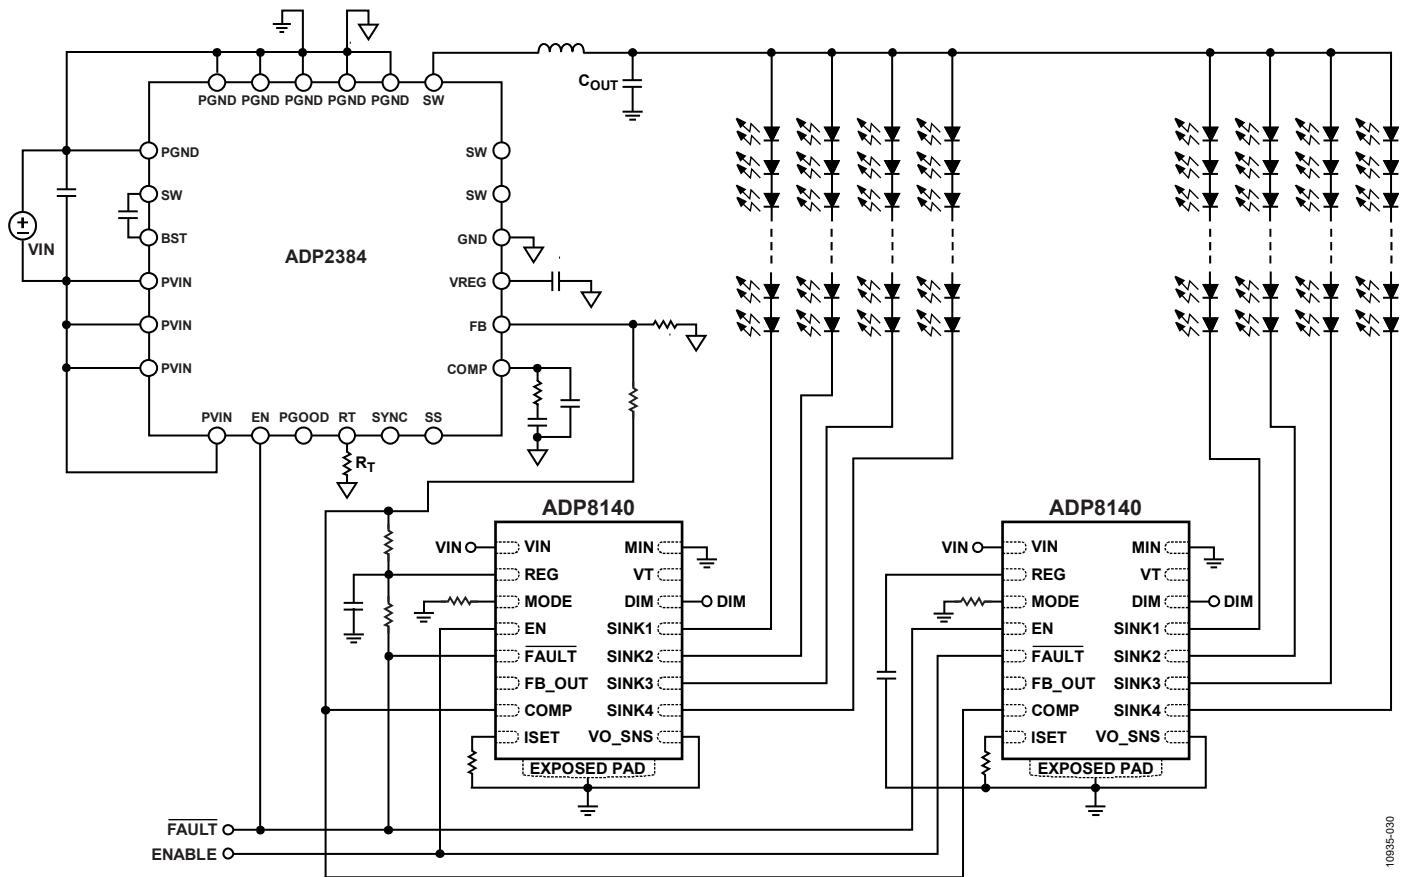 PGND PGND PGND PGND PGND SW
COUT
PGND
SW
BST
PVIN
PVIN
PVIN
VIN
ADP2384
SW
SW
GND
VREG
FB
COMP
PVIN EN PGOOD RT SYNC SS
RT
ADP8140
VIN
VIN MIN
REG VT
MODE DIM DIM
EN SINK1
FAULT SINK2
FB_OUT SINK3
COMP SINK4
ISET VO_SNS
EXPOSED PAD
ADP8140
VIN
VIN MIN
REG VT
MODE DIM DIM
EN SINK1
FAULT SINK2
FB_OUT SINK3
COMP SINK4
ISET VO_SNS
EXPOSED PAD
FAULT
ENABLE
10935-030